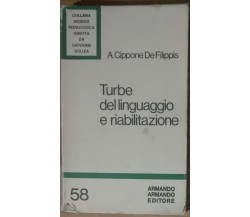 COLLANA
MEDICO
PEDAGOGICA
DIRETTA
DA
GIOVANNI
BOLLEA
A. Cippone De Filippis
Turbe
del linguaggio
e riabilitazione
58
ARMANDO
ARMANDO
EDITORE